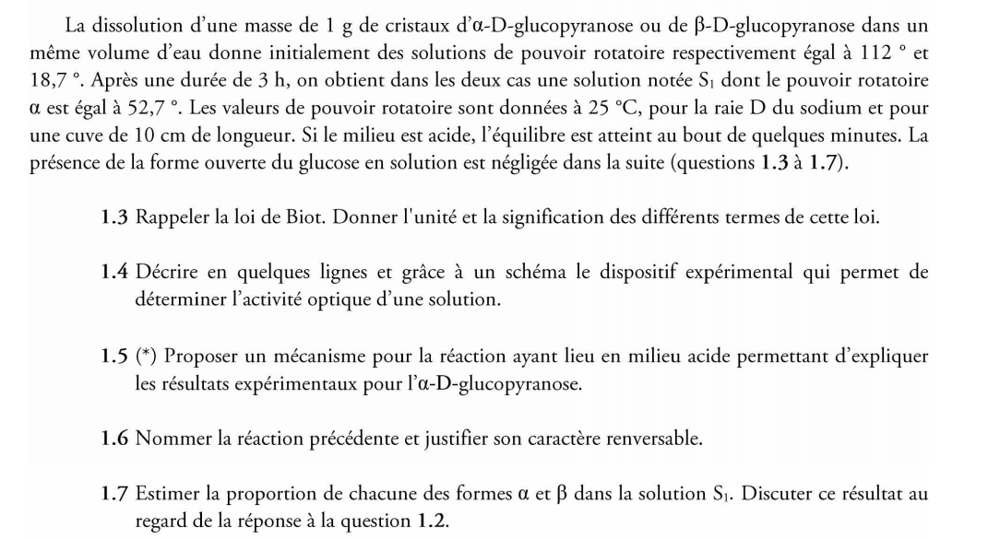 La dissolution d'une masse de 1 g de cristaux d'α-D-glucopyranose ou de β-D-glucopyranose dans un
même volume d'eau donne initialement des solutions de pouvoir rotatoire respectivement égal à 112 ° et
18,7 °. Après une durée de 3 h, on obtient dans les deux cas une solution notée S₁ dont le pouvoir rotatoire
α est égal à 52,7 °. Les valeurs de pouvoir rotatoire sont données à 25 °C, pour la raie D du sodium et pour
une cuve de 10 cm de longueur. Si le milieu est acide, l'équilibre est atteint au bout de quelques minutes. La
présence de la forme ouverte du glucose en solution est négligée dans la suite (questions 1.3 à 1.7).
1.3 Rappeler la loi de Biot. Donner l'unité et la signification des différents termes de cette loi.
1.4 Décrire en quelques lignes et grâce à un schéma le dispositif expérimental qui permet de
déterminer l'activité optique d'une solution.
1.5 (*) Proposer un mécanisme pour la réaction ayant lieu en milieu acide permettant d'expliquer
les résultats expérimentaux pour l'α-D-glucopyranose.
1.6 Nommer la réaction précédente et justifier son caractère renversable.
1.7 Estimer la proportion de chacune des formes α et β dans la solution S₁. Discuter ce résultat au
regard de la réponse à la question 1.2.